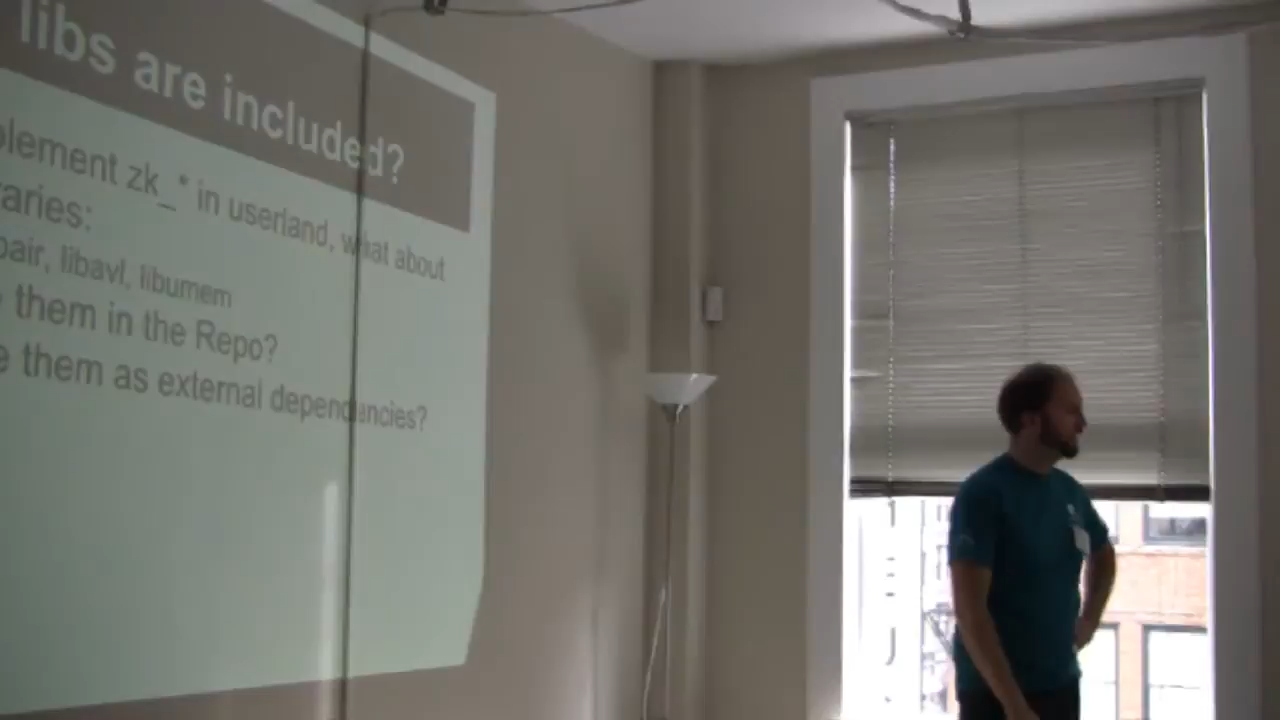 libs are included?
plement zk_* in userland, what about
raries:
pair, libavl, libumem
them in the Repo?
e them as external dependancies?